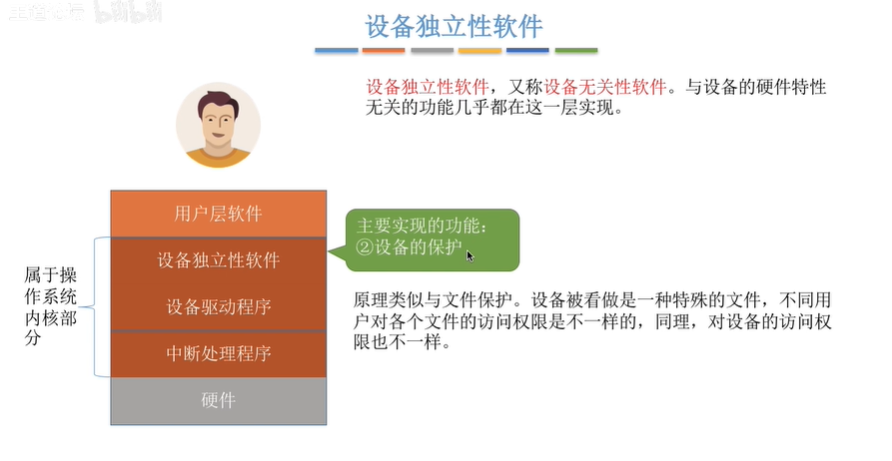 bilibili
设备独立性软件
设备独立性软件，又称设备无关性软件。与设备的硬件特性
无关的功能几乎都在这一层实现。
用户层软件
设备独立性软件
设备驱动程序
中断处理程序
硬件
属于操
作系统
内核部
分
主要实现的功能：
②设备的保护
原理类似与文件保护。设备被看做是一种特殊的文件，不同用
户对各个文件的访问权限是不一样的，同理，对设备的访问权
限也不一样。